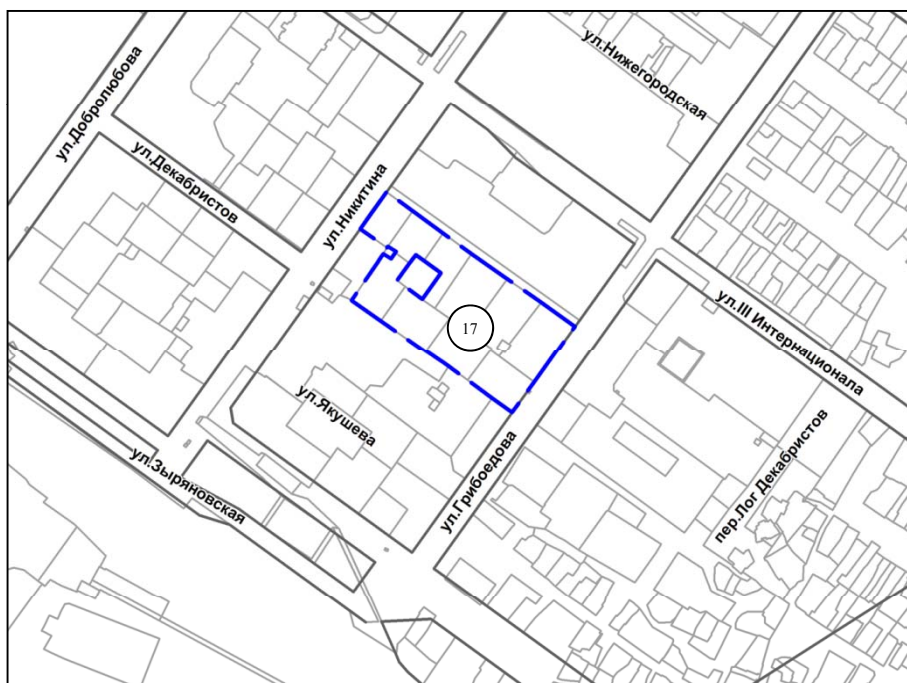 ул.Нижегородская
ул.Добролюбова
ул.Декабристов
ул.Никитина
17
ул.III Интернационала
ул.Якушева
ул.Грибоедова
пер.Лог Декабристов
ул.Зыряновская